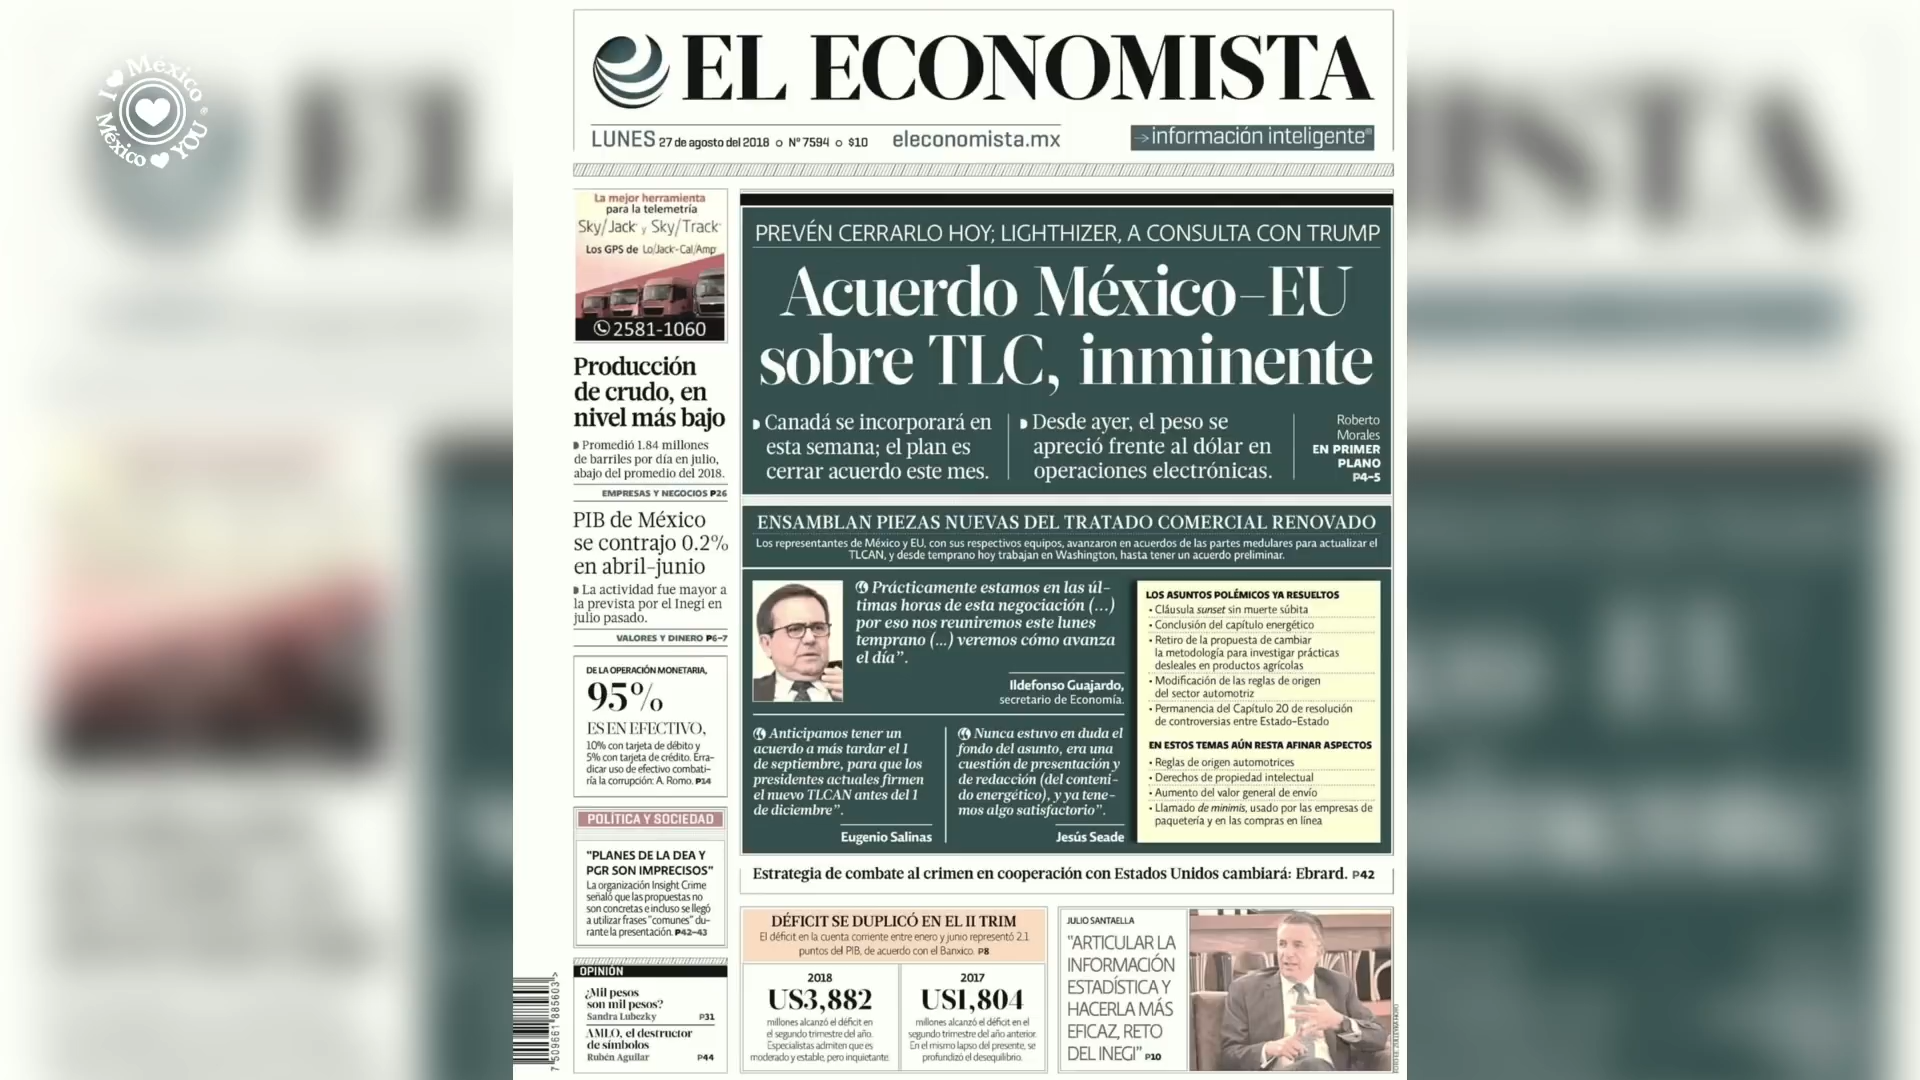 I ♥ México
México ♥ YOU
EL ECONOMISTA
LUNES 27 de agosto del 2018 o Nº 7594 o $10
eleconomista.mx
→información inteligente®
La mejor herramienta
para la telemetría
Sky/Jack y Sky/Track
Los GPS de Lo/Jack-Cal/Amp
2581-1060
Producción
de crudo, en
nivel más bajo
Promedió 1.84 millones
de barriles por día en julio,
abajo del promedio del 2018.
EMPRESAS Y NEGOCIOS P26
PIB de México
se contrajo 0.2%
en abril-junio
La actividad fue mayor a
la prevista por el Inegi en
julio pasado.
VALORES Y DINERO P6-7
DE LA OPERACIÓN MONETARIA,
95%
ES EN EFECTIVO,
10% con tarjeta de débito y
5% con tarjeta de crédito. Erra-
dicar uso de efectivo combati-
ría la corrupción: A. Romo. P14
POLÍTICA Y SOCIEDAD
"PLANES DE LA DEA Y
PGR SON IMPRECISOS"
La organización Insight Crime
señaló que las propuestas no
son concretas e incluso se llegó
a utilizar frases "comunes" du-
rante la presentación. P42-43
OPINIÓN
¿Mil pesos
son mil pesos?
Sandra Lubezky P31
AMLO, el destructor
de símbolos
Rubén Aguilar P44
7 509661 885603 >
PREVÉN CERRARLO HOY; LIGHTHIZER, A CONSULTA CON TRUMP
Acuerdo México-EU
sobre TLC, inminente
Canadá se incorporará en
esta semana; el plan es
cerrar acuerdo este mes.
Desde ayer, el peso se
apreció frente al dólar en
operaciones electrónicas.
Roberto
Morales
EN PRIMER
PLANO
P4-5
ENSAMBLAN PIEZAS NUEVAS DEL TRATADO COMERCIAL RENOVADO
Los representantes de México y EU, con sus respectivos equipos, avanzaron en acuerdos de las partes medulares para actualizar el
TLCAN, y desde temprano hoy trabajan en Washington, hasta tener un acuerdo preliminar.
Prácticamente estamos en las úl-
timas horas de esta negociación (...)
por eso nos reuniremos este lunes
temprano (...) veremos cómo avanza
el día”.
Ildefonso Guajardo,
secretario de Economía.
Anticipamos tener un
acuerdo a más tardar el 1
de septiembre, para que los
presidentes actuales firmen
el nuevo TLCAN antes del 1
de diciembre”.
Eugenio Salinas
Nunca estuvo en duda el
fondo del asunto, era una
cuestión de presentación y
de redacción (del conteni-
do energético), y ya tene-
mos algo satisfactorio”.
Jesús Seade
LOS ASUNTOS POLÉMICOS YA RESUELTOS
• Cláusula sunset sin muerte súbita
• Conclusión del capítulo energético
• Retiro de la propuesta de cambiar
la metodología para investigar prácticas
desleales en productos agrícolas
• Modificación de las reglas de origen
del sector automotriz
• Permanencia del Capítulo 20 de resolución
de controversias entre Estado-Estado
EN ESTOS TEMAS AÚN RESTA AFINAR ASPECTOS
• Reglas de origen automotrices
• Derechos de propiedad intelectual
• Aumento del valor general de envío
• Llamado de minimis, usado por las empresas de
paquetería y en las compras en línea
Estrategia de combate al crimen en cooperación con Estados Unidos cambiará: Ebrard. P42
DÉFICIT SE DUPLICÓ EN EL II TRIM
El déficit en la cuenta corriente entre enero y junio representó 2.1
puntos del PIB, de acuerdo con el Banxico. P8
2018
US3,882
millones alcanzó el déficit en
el segundo trimestre del año.
Especialistas admiten que es
moderado y estable, pero inquietante.
2017
US1,804
millones alcanzó el déficit en el
segundo trimestre del año anterior.
En el mismo lapso del presente, se
profundizó el desequilibrio.
JULIO SANTAELLA
"ARTICULAR LA
INFORMACIÓN
ESTADÍSTICA Y
HACERLA MÁS
EFICAZ, RETO
DEL INEGI" P10